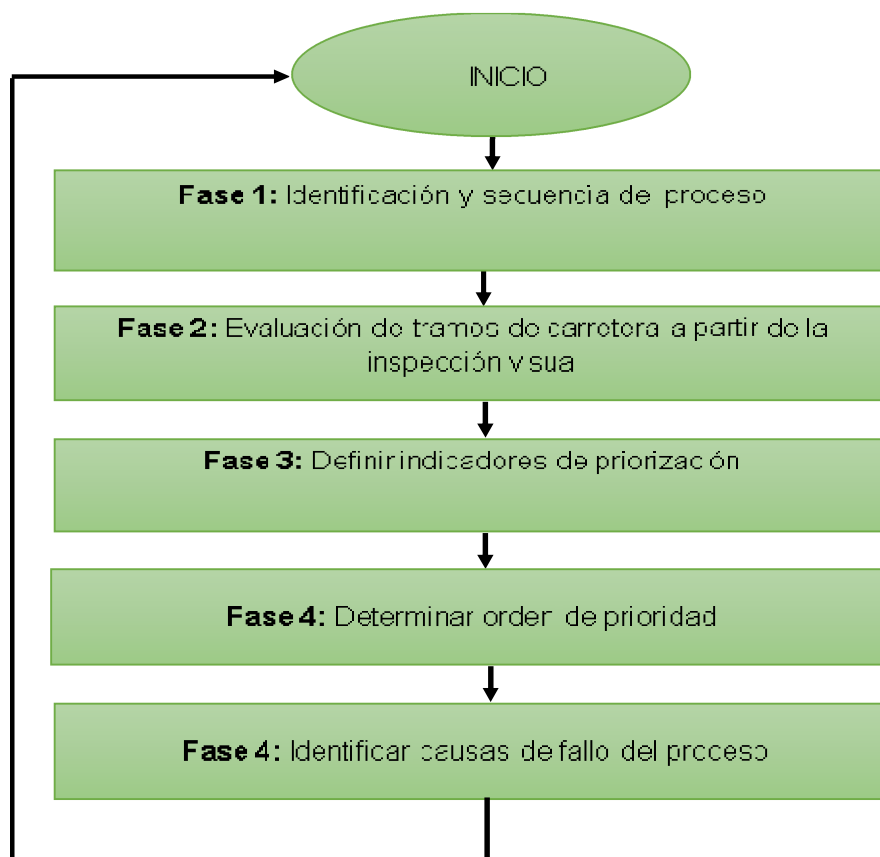 INICIO
Fase 1: Identificación y secuencia de proceso
Fase 2: Evaluación de tramos de carretera a partir de la
inspección visua
Fase 3: Definir indicadores de priorización
Fase 4: Determinar orden de prioridad
Fase 4: Identificar causas de fallo del proceso